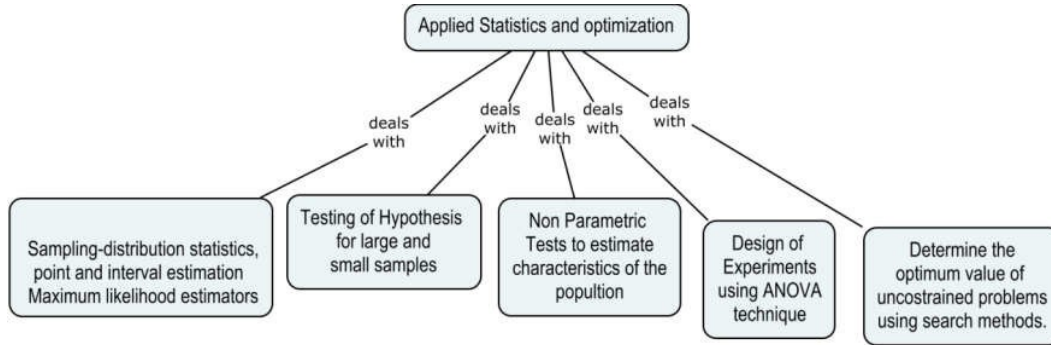 Applied Statistics and optimization
deals
with
deals
with
deals
with
deals
with
deals
with
Sampling-distribution statistics,
point and interval estimation
Maximum likelihood estimators
Testing of Hypothesis
for large and
small samples
Non Parametric
Tests to estimate
characteristics of the
popultion
Design of
Experiments
using ANOVA
technique
Determine the
optimum value of
uncostrained problems
using search methods.